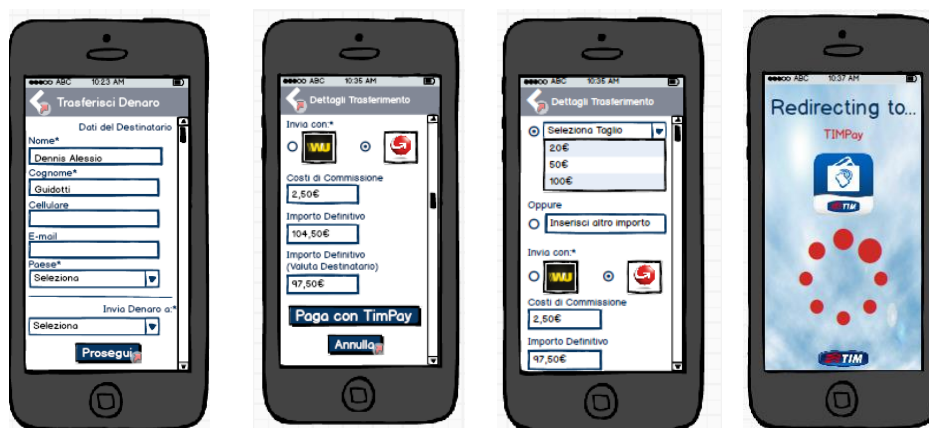 ABC 10:23 AM
Trasferisci Denaro
Dati del Destinatario
Nome*
Dennis Alessio
Cognome*
Guidotti
Cellulare
E-mail
Paese*
Seleziona
Invia Denaro a:*
Seleziona
Prosegui
ABC 10:35 AM
Dettagli Trasferimento
Invia con:*
WU
Costi di Commissione
2,50€
Importo Definitivo
104,50€
Importo Definitivo
(Valuta Destinatario)
97,50€
Paga con TimPay
Annulla
ABC 10:35 AM
Dettagli Trasferimento
Seleziona Taglio
20€
50€
100€
Oppure
Inserisci altro importo
Invia con:*
WU
Costi di Commissione
2,50€
Importo Definitivo
97,50€
ABC 10:37 AM
Redirecting to...
TIMPay
TIM
TIM